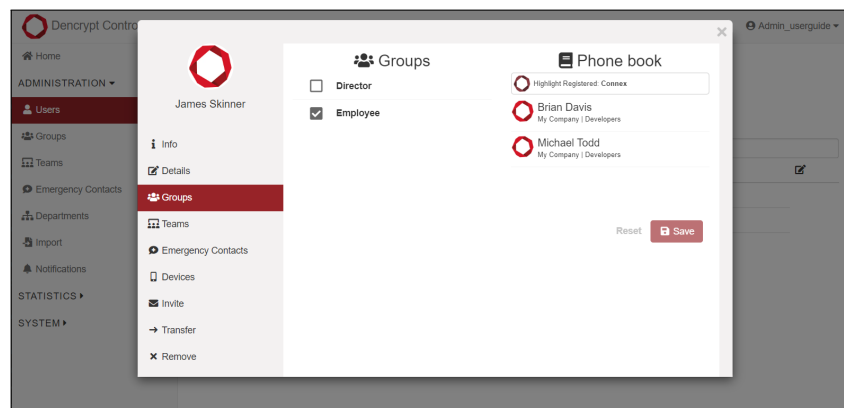 Dencrypt Contro
Admin_userguide
Home
ADMINISTRATION
Users
Groups
Teams
Emergency Contacts
Departments
Import
Notifications
STATISTICS
SYSTEM
×
James Skinner
Info
Details
Groups
Teams
Emergency Contacts
Devices
Invite
Transfer
Remove
Groups
Director
Employee
Phone book
Highlight Registered: Connex
Brian Davis
My Company | Developers
Michael Todd
My Company | Developers
Reset
Save